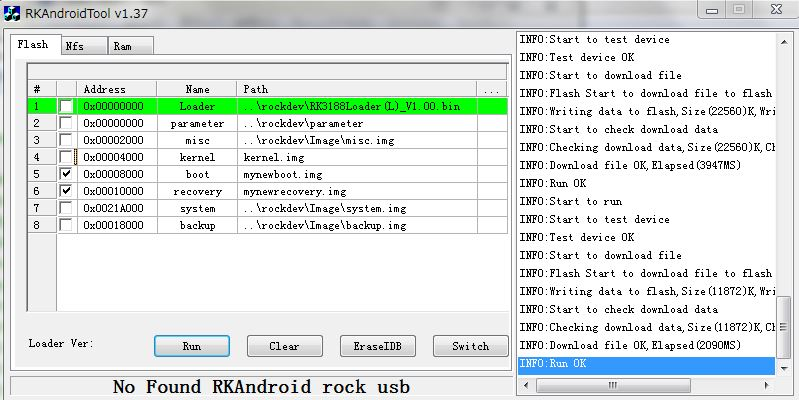 RKAndroidTool v1.37
Flash Nfs Ram
# Address Name Path ...
1 0x00000000 Loader ..\rockdev\RK3188Loader(L)_V1.00.bin
2 0x00000000 parameter ..\rockdev\parameter
3 0x00002000 misc ..\rockdev\Image\misc.img
4 0x00004000 kernel kernel.img
5 0x00008000 boot mynewboot.img
6 0x00010000 recovery mynewrecovery.img
7 0x0021A000 system ..\rockdev\Image\system.img
8 0x00018000 backup ..\rockdev\Image\backup.img
Loader Ver: Run Clear EraseIDB Switch
No Found RKAndroid rock usb
INFO:Start to test device
INFO:Test device OK
INFO:Start to download file
INFO:Flash Start to download file to flash
INFO:Writing data to flash,Size(22560)K,Wri
INFO:Start to check download data
INFO:Checking download data,Size(22560)K,Ch
INFO:Download file OK,Elapsed(3947MS)
INFO:Run OK
INFO:Start to run
INFO:Start to test device
INFO:Test device OK
INFO:Start to download file
INFO:Flash Start to download file to flash
INFO:Writing data to flash,Size(11872)K,Wri
INFO:Start to check download data
INFO:Checking download data,Size(11872)K,Ch
INFO:Download file OK,Elapsed(2090MS)
INFO:Run OK